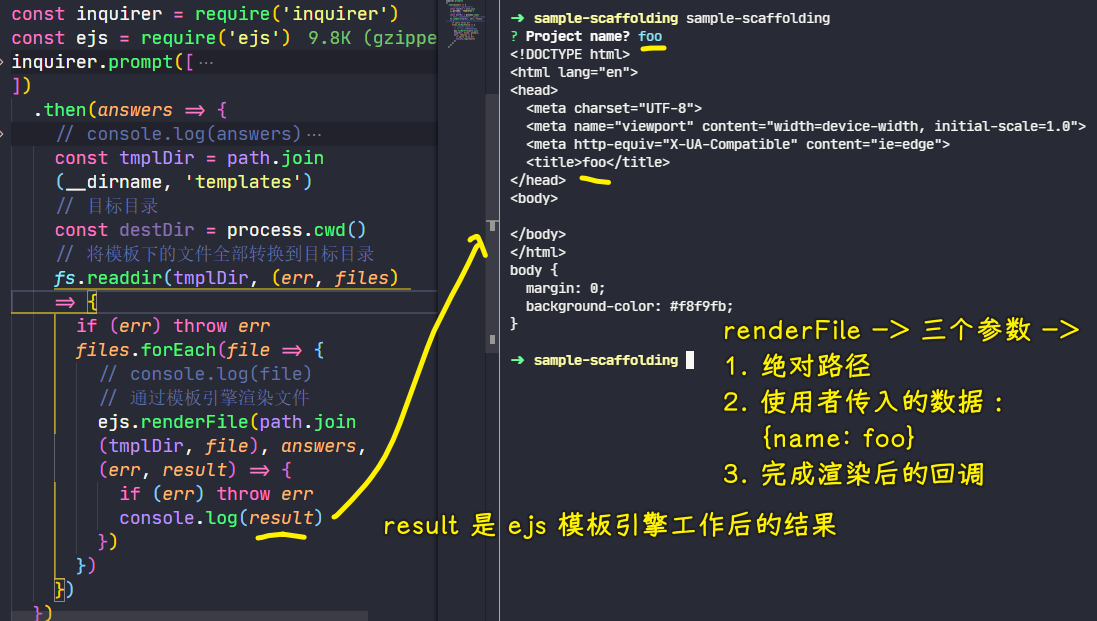 const inquirer = require('inquirer')
const ejs = require('ejs') 9.8K (gzippe
inquirer.prompt([ ···
])
.then(answers => {
// console.log(answers) ···
const tmplDir = path.join
(__dirname, 'templates')
// 目标目录
const destDir = process.cwd()
// 将模板下的文件全部转换到目标目录
fs.readdir(tmplDir, (err, files)
=> {
if (err) throw err
files.forEach(file => {
// console.log(file)
// 通过模板引擎渲染文件
ejs.renderFile(path.join
(tmplDir, file), answers,
(err, result) => {
if (err) throw err
console.log(result)
})
})
})
})
➜ sample-scaffolding sample-scaffolding
? Project name? foo
<!DOCTYPE html>
<html lang="en">
<head>
<meta charset="UTF-8">
<meta name="viewport" content="width=device-width, initial-scale=1.0">
<meta http-equiv="X-UA-Compatible" content="ie=edge">
<title>foo</title>
</head>
<body>
</body>
</html>
body {
margin: 0;
background-color: #f8f9fb;
}
➜ sample-scaffolding
renderFile -> 三个参数 ->
1. 绝对路径
2. 使用者传入的数据：
{name: foo}
3. 完成渲染后的回调
result 是 ejs 模板引擎工作后的结果